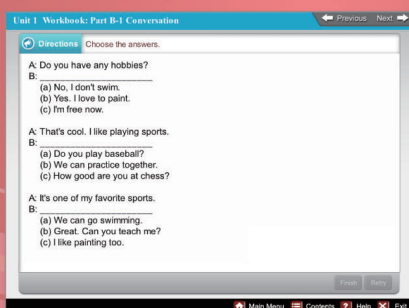 Unit 1 Workbook: Part B-1 Conversation
Previous Next
Directions Choose the answers.
A: Do you have any hobbies?
B: ____________________
(a) No, I don't swim.
(b) Yes. I love to paint.
(c) I'm free now.
A: That's cool. I like playing sports.
B: ____________________
(a) Do you play baseball?
(b) We can practice together.
(c) How good are you at chess?
A: It's one of my favorite sports.
B: ____________________
(a) We can go swimming.
(b) Great. Can you teach me?
(c) I like painting too.
Finish Retry
Main Menu Contents ? Help Exit